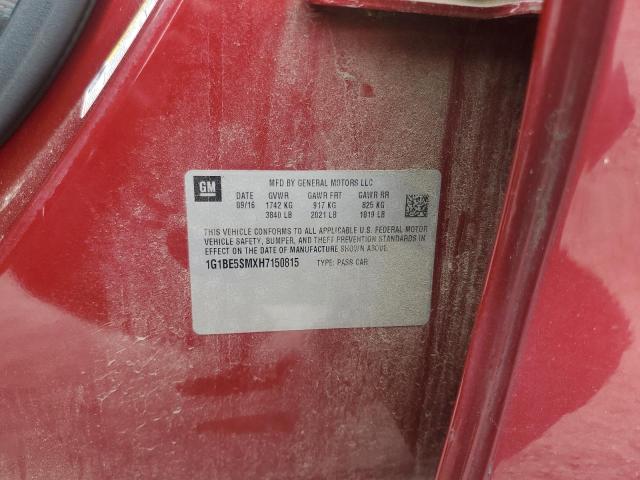 GM
MFD BY GENERAL MOTORS LLC
DATE GVWR GAWR FRT GAWR RR
09/16 1742 KG 917 KG 825 KG
3840 LB 2021 LB 1819 LB
THIS VEHICLE CONFORMS TO ALL APPLICABLE U.S. FEDERAL MOTOR
VEHICLE SAFETY, BUMPER, AND THEFT PREVENTION STANDARDS IN
EFFECT ON THE DATE OF MANUFACTURE SHOWN ABOVE.
1G1BE5SMXH7150815 TYPE: PASS CAR